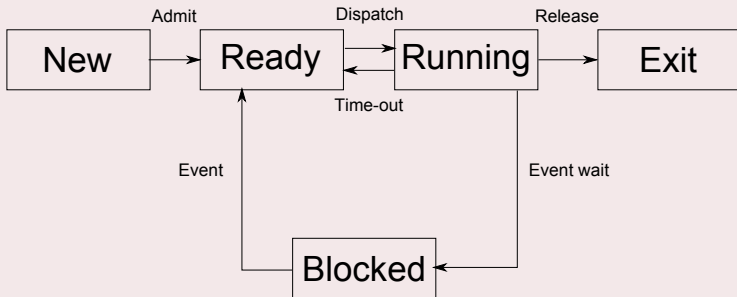 Admit
Dispatch
Release
New
Ready
Running
Exit
Time-out
Event
Event wait
Blocked